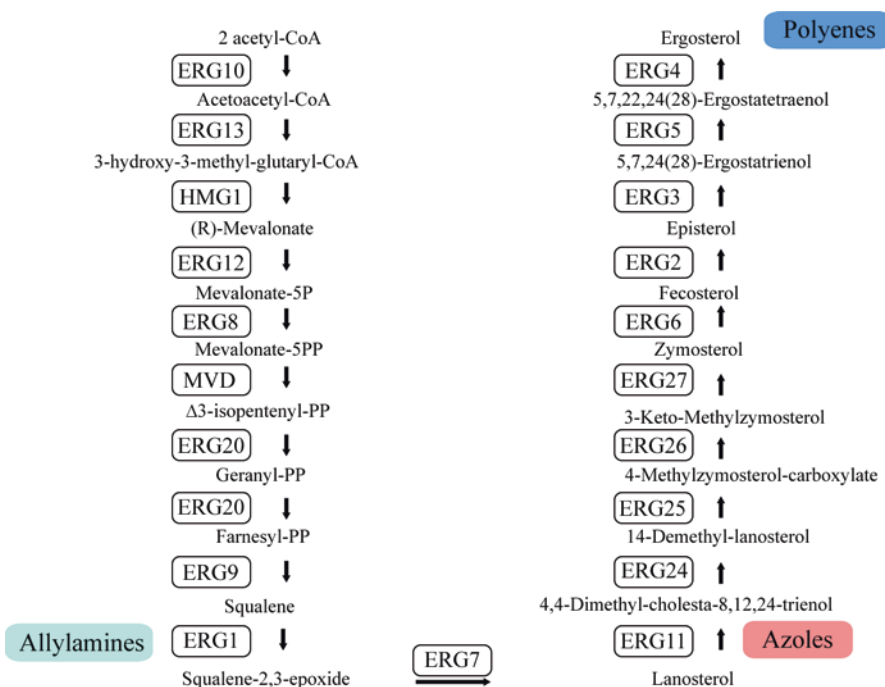 2 acetyl-CoA
ERG10
Acetoacetyl-CoA
ERG13
3-hydroxy-3-methyl-glutaryl-CoA
HMG1
(R)-Mevalonate
ERG12
Mevalonate-5P
ERG8
Mevalonate-5PP
MVD
Δ3-isopentenyl-PP
ERG20
Geranyl-PP
ERG20
Farnesyl-PP
ERG9
Squalene
Allylamines
ERG1
Squalene-2,3-epoxide
ERG7
Polyenes
Ergosterol
ERG4
5,7,22,24(28)-Ergostatetraenol
ERG5
5,7,24(28)-Ergostatrienol
ERG3
Episterol
ERG2
Fecosterol
ERG6
Zymosterol
ERG27
3-Keto-Methylzymosterol
ERG26
4-Methylzymosterol-carboxylate
ERG25
14-Demethyl-lanosterol
ERG24
4,4-Dimethyl-cholesta-8,12,24-trienol
ERG11
Azoles
Lanosterol